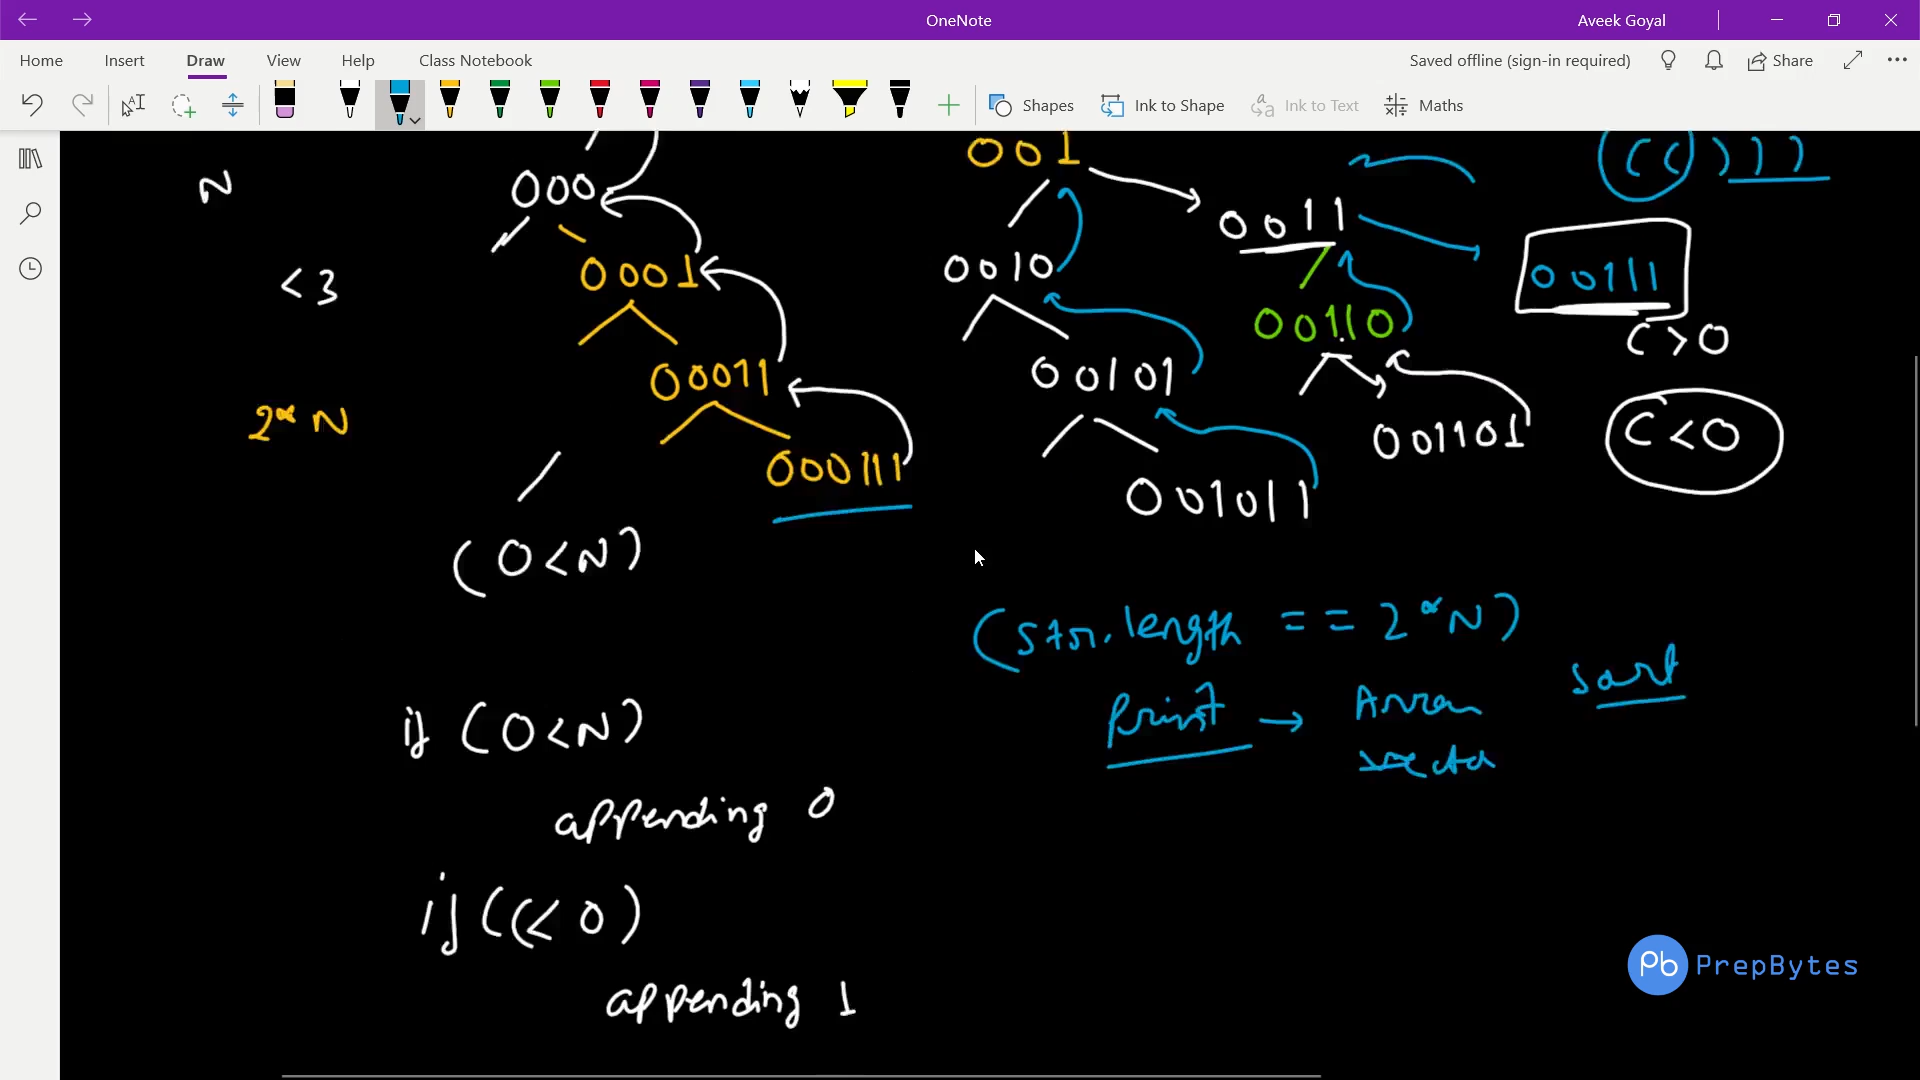 OneNote
Aveek Goyal
Home Insert Draw View Help Class Notebook
Saved offline (sign-in required) Share
Shapes Ink to Shape Ink to Text Maths
001
(()))
N
000
0011
<3
0001
0010
00111
00110
C>0
00011
00101
2*N
001101
C<0
000111
001011
(O<N)
(str.length == 2*N)
sort
print → Array
vector
if (O<N)
appending 0
if (C<O)
appending 1
Pb PrepBytes